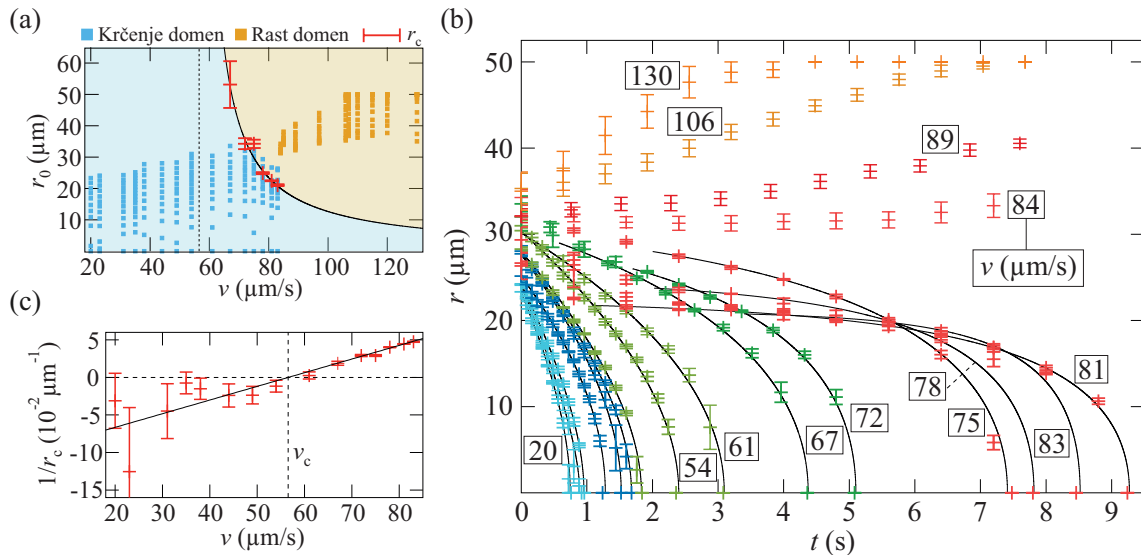 (a)
Krčenje domen Rast domen r_c
60
50
40
30
20
10
r₀ (µm)
20 40 60 80 100 120
v (µm/s)
(c)
5
0
-5
-10
-15
1/r_c (10⁻² µm⁻¹)
v_c
20 30 40 50 60 70 80
v (µm/s)
(b)
50
40
30
20
10
0
r (µm)
130
106
89
84
v (µm/s)
20
54
61
67
72
78
75
83
81
0 1 2 3 4 5 6 7 8 9
t (s)